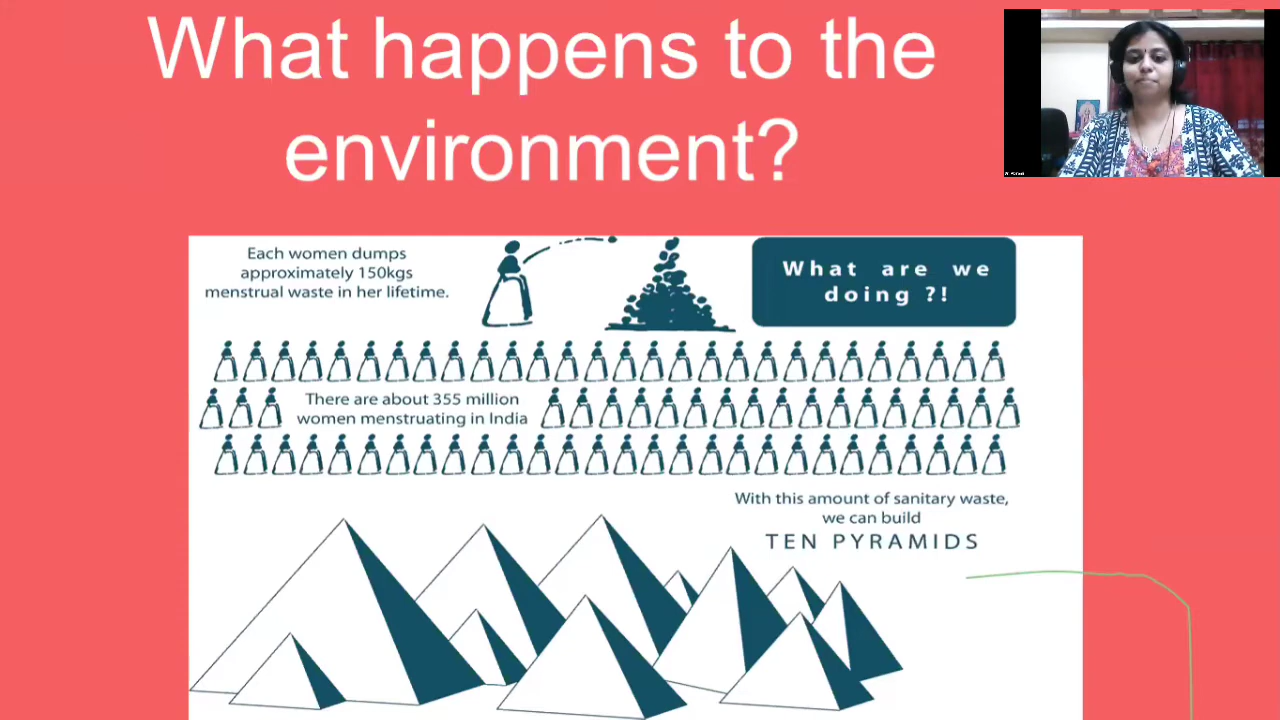 What happens to the
environment?
Each women dumps
approximately 150kgs
menstrual waste in her lifetime.
What are we
doing ?!
There are about 355 million
women menstruating in India
With this amount of sanitary waste,
we can build
TEN PYRAMIDS